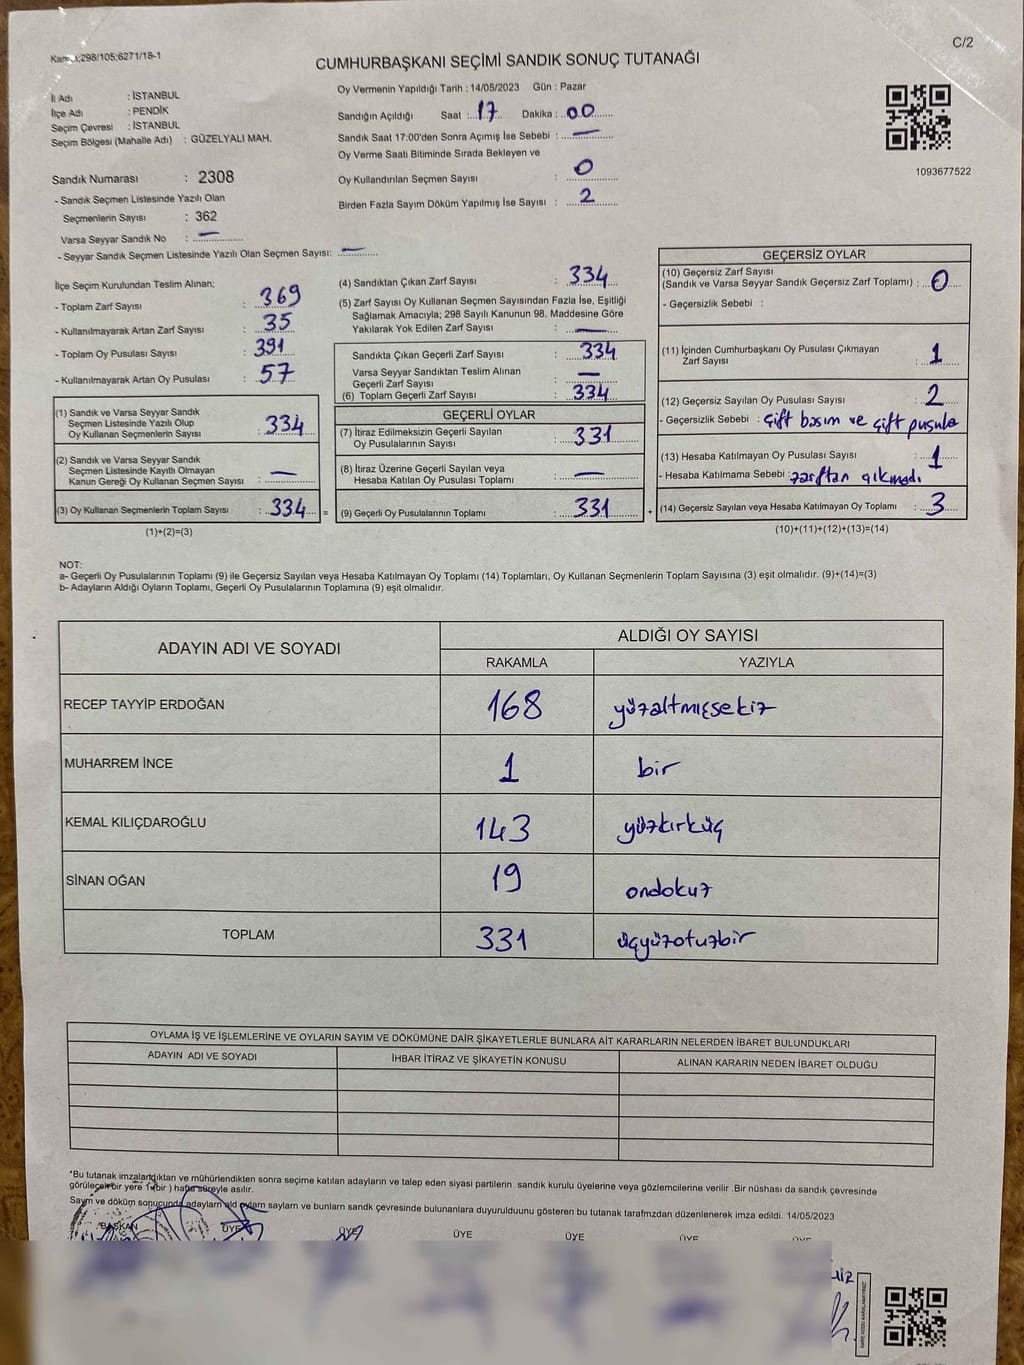 Kanun;298/105;6271/18-1
C/2
CUMHURBAŞKANI SEÇİMİ SANDIK SONUÇ TUTANAĞI
İl Adı : İSTANBUL
İlçe Adı : PENDİK
Seçim Çevresi : İSTANBUL
Seçim Bölgesi (Mahalle Adı) : GÜZELYALI MAH.
Sandık Numarası : 2308
- Sandık Seçmen Listesinde Yazılı Olan
Seçmenlerin Sayısı : 362
Varsa Seyyar Sandık No : —
- Seyyar Sandık Seçmen Listesinde Yazılı Olan Seçmen Sayısı: —
Oy Vermenin Yapıldığı Tarih : 14/05/2023 Gün : Pazar
Sandığın Açıldığı Saat : 17 Dakika : 00
Sandık Saat 17:00'den Sonra Açımış İse Sebebi : —
Oy Verme Saati Bitiminde Sırada Bekleyen ve
Oy Kullandırılan Seçmen Sayısı : 0
Birden Fazla Sayım Döküm Yapılmış İse Sayısı : 2
1093677522
İlçe Seçim Kurulundan Teslim Alınan;
- Toplam Zarf Sayısı : 369
- Kullanılmayarak Artan Zarf Sayısı : 35
- Toplam Oy Pusulası Sayısı : 391
- Kullanılmayarak Artan Oy Pusulası : 57
(1) Sandık ve Varsa Seyyar Sandık
Seçmen Listesinde Yazılı Olup
Oy Kullanan Seçmenlerin Sayısı : 334
(2) Sandık ve Varsa Seyyar Sandık
Seçmen Listesinde Kayıtlı Olmayan
Kanun Gereği Oy Kullanan Seçmen Sayısı : —
(3) Oy Kullanan Seçmenlerin Toplam Sayısı : 334 =
(1)+(2)=(3)
(4) Sandıktan Çıkan Zarf Sayısı : 334
(5) Zarf Sayısı Oy Kullanan Seçmen Sayısından Fazla İse, Eşitliği
Sağlamak Amacıyla; 298 Sayılı Kanunun 98. Maddesine Göre
Yakılarak Yok Edilen Zarf Sayısı : —
Sandıkta Çıkan Geçerli Zarf Sayısı : 334
Varsa Seyyar Sandıktan Teslim Alınan
Geçerli Zarf Sayısı : —
(6) Toplam Geçerli Zarf Sayısı : 334
GEÇERLİ OYLAR
(7) İtiraz Edilmeksizin Geçerli Sayılan
Oy Pusulalarının Sayısı : 331
(8) İtiraz Üzerine Geçerli Sayılan veya
Hesaba Katılan Oy Pusulası Toplamı : —
(9) Geçerli Oy Pusulalarının Toplamı : 331 +
GEÇERSİZ OYLAR
(10) Geçersiz Zarf Sayısı
(Sandık ve Varsa Seyyar Sandık Geçersiz Zarf Toplamı) : 0
- Geçersizlik Sebebi :
(11) İçinden Cumhurbaşkanı Oy Pusulası Çıkmayan
Zarf Sayısı : 1
(12) Geçersiz Sayılan Oy Pusulası Sayısı : 2
- Geçersizlik Sebebi : çift basım ve çift pusula
(13) Hesaba Katılmayan Oy Pusulası Sayısı : 1
- Hesaba Katılmama Sebebi : zarftan çıkmadı
(14) Geçersiz Sayılan veya Hesaba Katılmayan Oy Toplamı : 3
(10)+(11)+(12)+(13)=(14)
NOT:
a- Geçerli Oy Pusulalarının Toplamı (9) ile Geçersiz Sayılan veya Hesaba Katılmayan Oy Toplamı (14) Toplamları, Oy Kullanan Seçmenlerin Toplam Sayısına (3) eşit olmalıdır. (9)+(14)=(3)
b- Adayların Aldığı Oyların Toplamı, Geçerli Oy Pusulalarının Toplamına (9) eşit olmalıdır.
ADAYIN ADI VE SOYADI
ALDIĞI OY SAYISI
RAKAMLA YAZIYLA
RECEP TAYYİP ERDOĞAN 168 yüzaltmışsekiz
MUHARREM İNCE 1 bir
KEMAL KILIÇDAROĞLU 143 yüzkırküç
SİNAN OĞAN 19 ondokuz
TOPLAM 331 üçyüzotuzbir
OYLAMA İŞ VE İŞLEMLERİNE VE OYLARIN SAYIM VE DÖKÜMÜNE DAİR ŞİKAYETLERLE BUNLARA AİT KARARLARIN NELERDEN İBARET BULUNDUKLARI
ADAYIN ADI VE SOYADI İHBAR İTİRAZ VE ŞİKAYETİN KONUSU ALINAN KARARIN NEDEN İBARET OLDUĞU
*Bu tutanak imzalandıktan ve mühürlendikten sonra seçime katılan adayların ve talep eden siyasi partilerin sandık kurulu üyelerine veya gözlemcilerine verilir .Bir nüshası da sandık çevresinde
görülecek bir yere 1 (bir ) hafta süreyle asılır.
Sayım ve döküm sonucunda adayların ald oyların sayların ve bunların sandık çevresinde bulunanlara duyurulduunu gösteren bu tutanak tarafmzdan düzenlenerek imza edildi. 14/05/2023
BAŞKAN ÜYE ÜYE ÜYE ÜYE ÜYE ÜYE